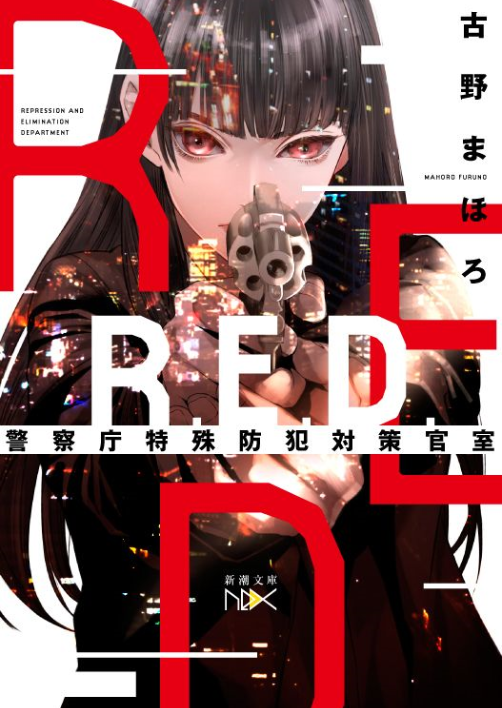 古野まほろ
MAHORO FURUNO
REPRESSION AND
ELIMINATION
DEPARTMENT
RED
R.E.D.
警察庁特殊防犯対策官室
新潮文庫
nex